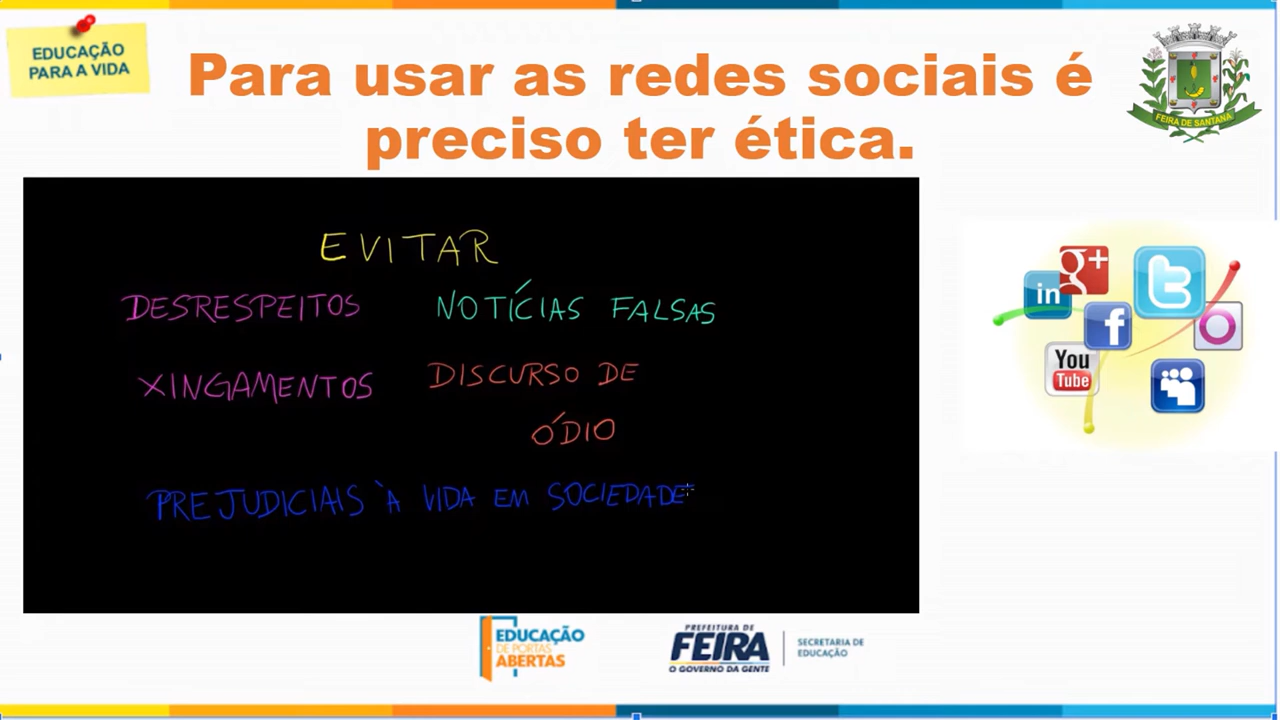 EDUCAÇÃO
PARA A VIDA
Para usar as redes sociais é
preciso ter ética.
FEIRA DE SANTANA
EVITAR
DESRESPEITOS NOTÍCIAS FALSAS
XINGAMENTOS DISCURSO DE
ÓDIO
PREJUDICIAIS À VIDA EM SOCIEDADE
in
g+
t
f
You
Tube
EDUCAÇÃO
DE PORTAS
ABERTAS
PREFEITURA DE
FEIRA
O GOVERNO DA GENTE
SECRETARIA DE
EDUCAÇÃO